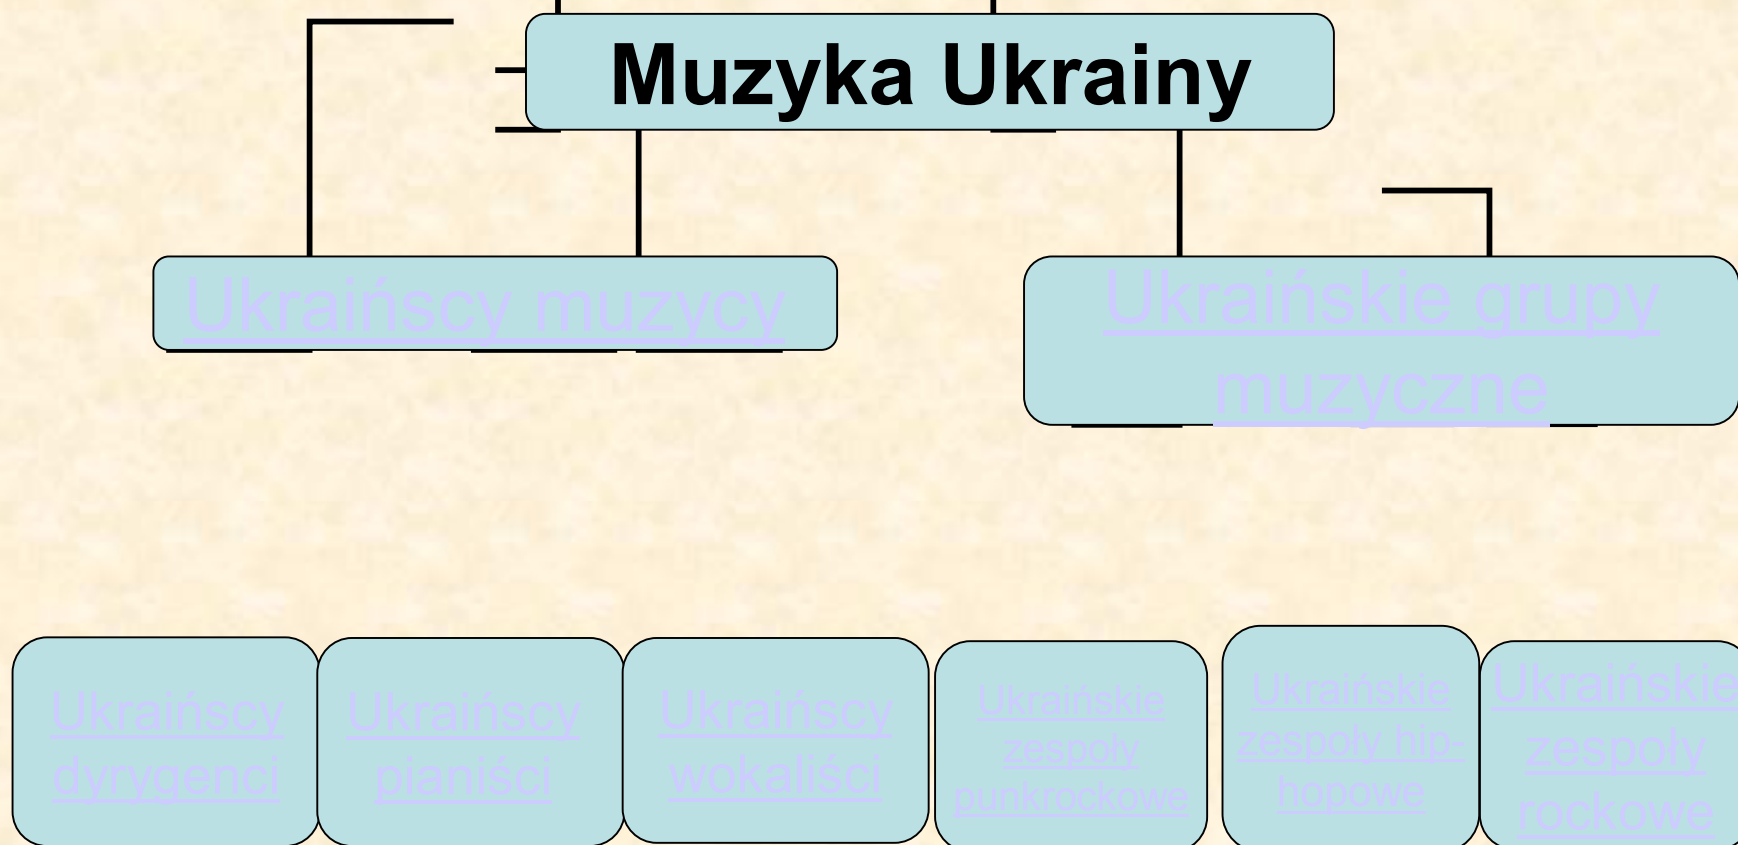 Muzyka Ukrainy
Ukraińscy muzycy
Ukraińskie grupy
muzyczne
Ukraińscy
dyrygenci
Ukraińscy
pianiści
Ukraińscy
wokaliści
Ukraińskie
zespoły
punkrockowe
Ukraińskie
zespoły hip-
hopowe
Ukraińskie
zespoły
rockowe